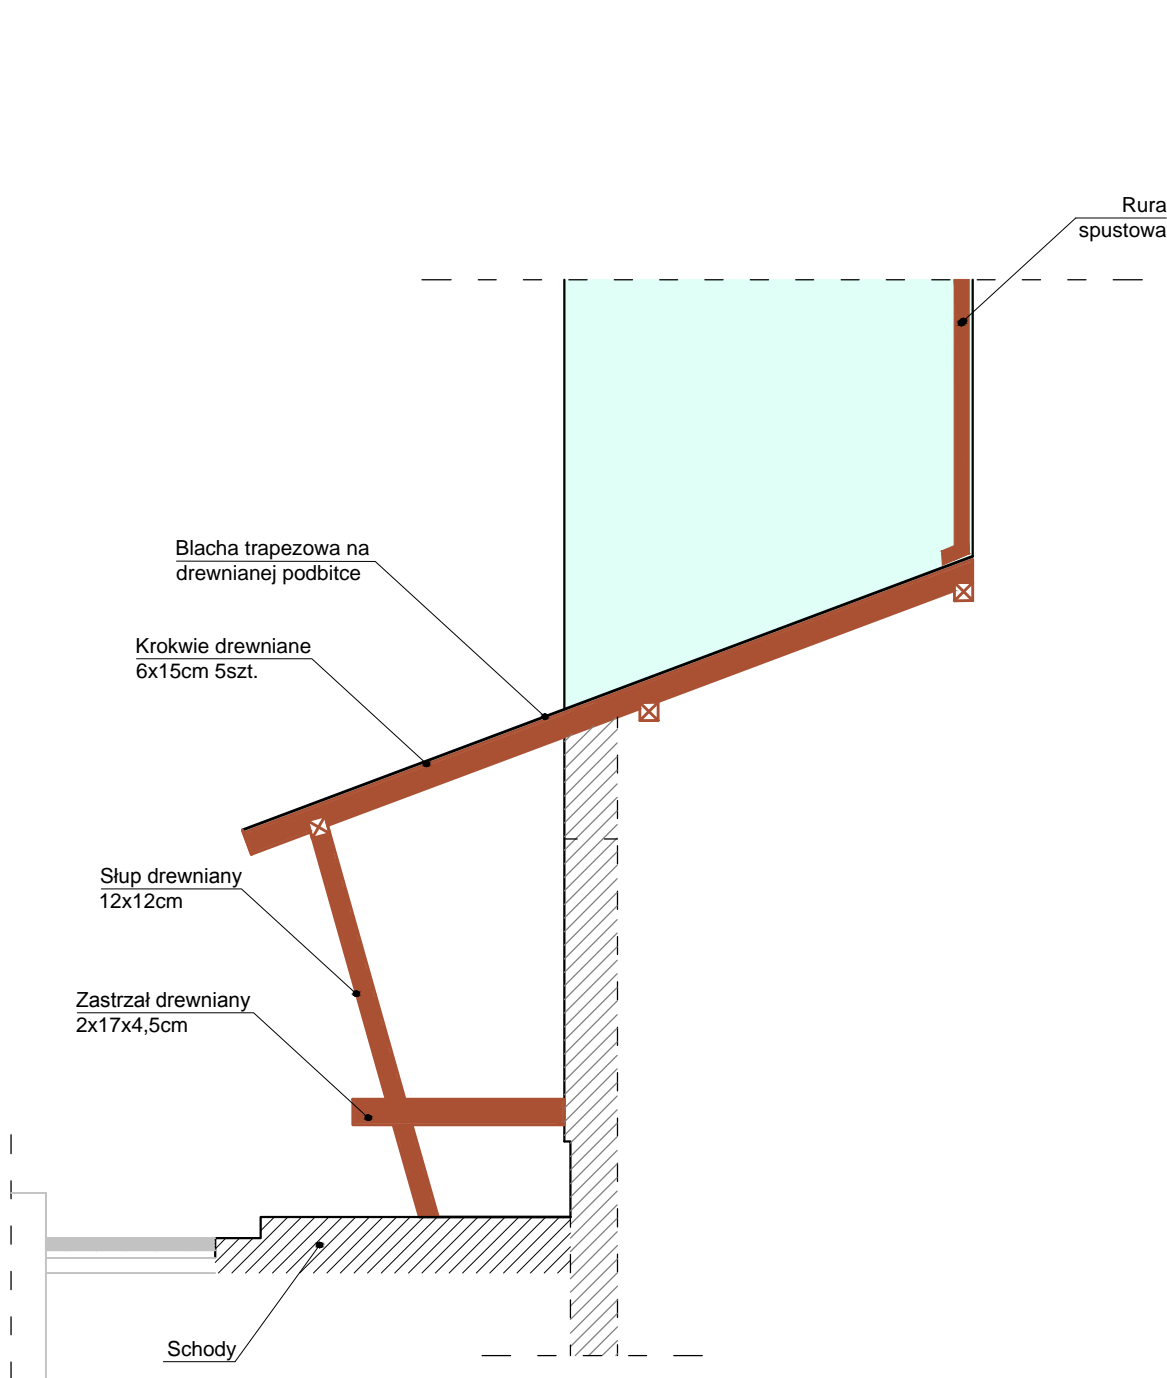 Rura
spustowa
Blacha trapezowa na
drewnianej podbitce
Krokwie drewniane
6x15cm 5szt.
Słup drewniany
12x12cm
Zastrzał drewniany
2x17x4,5cm
Schody